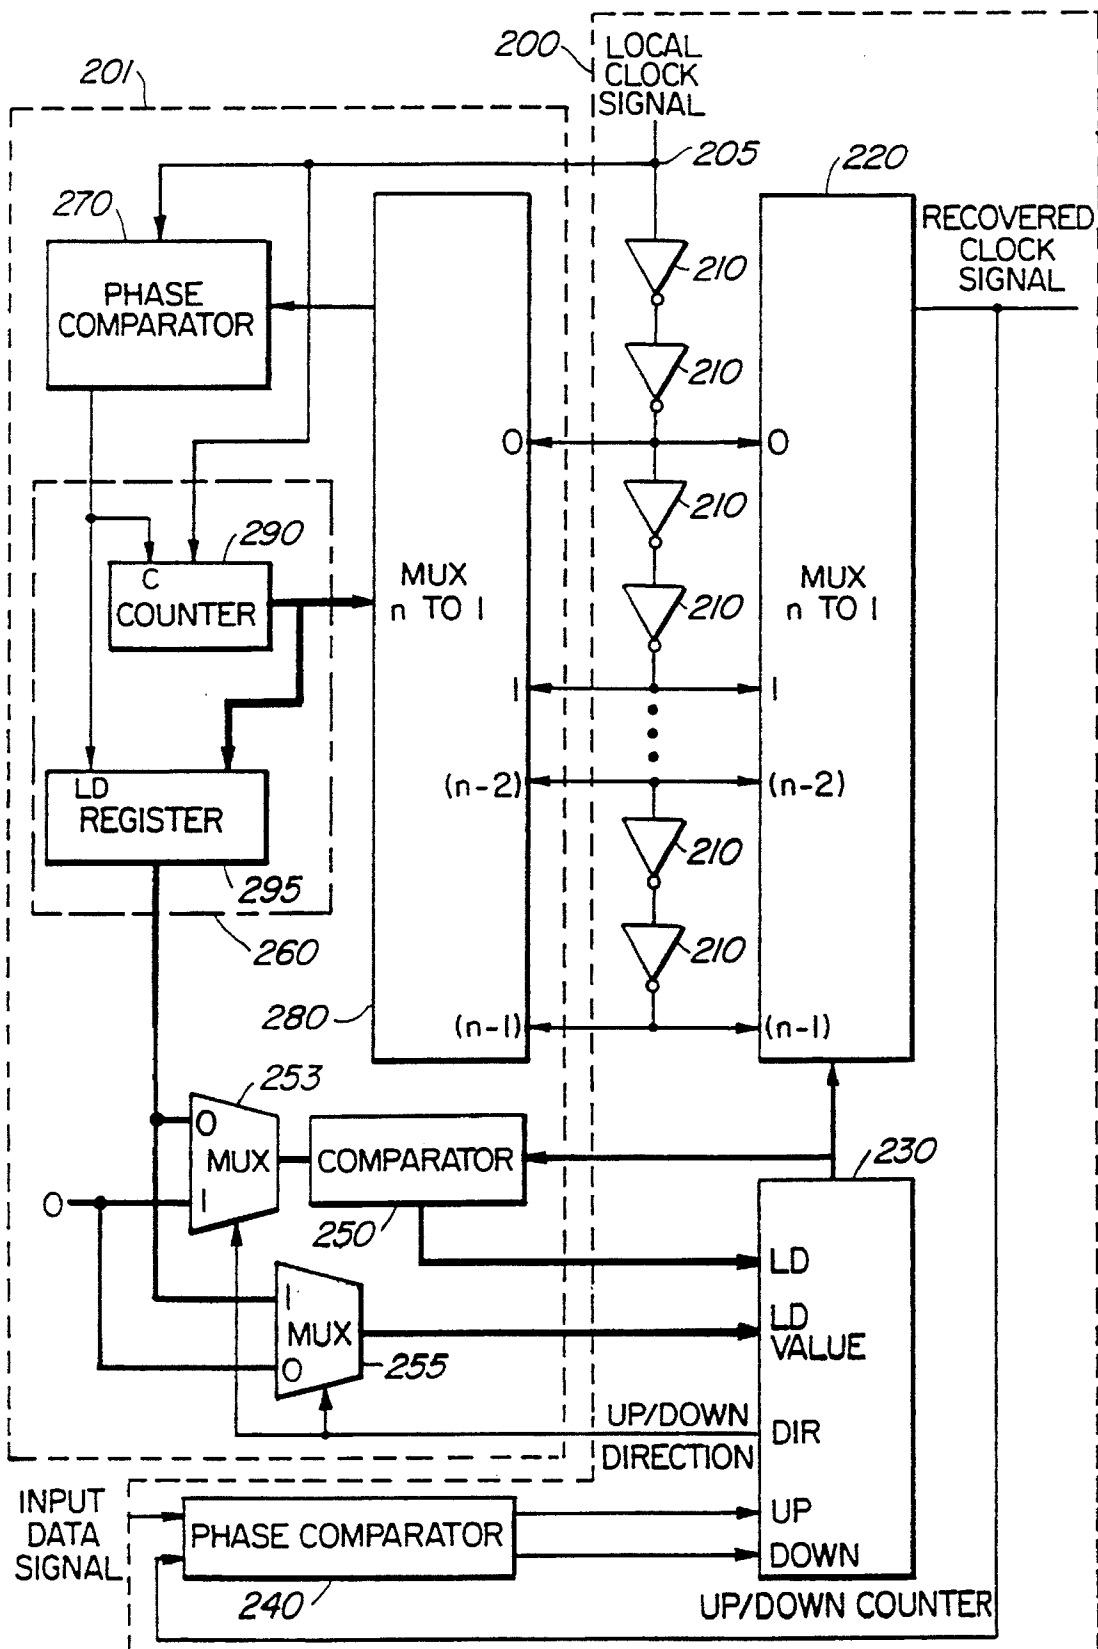 200
LOCAL
CLOCK
SIGNAL
201
205
220
270
RECOVERED
CLOCK
SIGNAL
PHASE
COMPARATOR
210
210
0
0
210
290
C
COUNTER
MUX
n TO 1
210
MUX
n TO 1
1
1
LD
REGISTER
(n-2)
(n-2)
210
295
260
210
280
(n-1)
(n-1)
253
0
MUX
1
COMPARATOR
230
0
250
LD
1
MUX
0
255
LD
VALUE
UP/DOWN
DIRECTION
DIR
INPUT
DATA
SIGNAL
PHASE COMPARATOR
UP
DOWN
240
UP/DOWN COUNTER